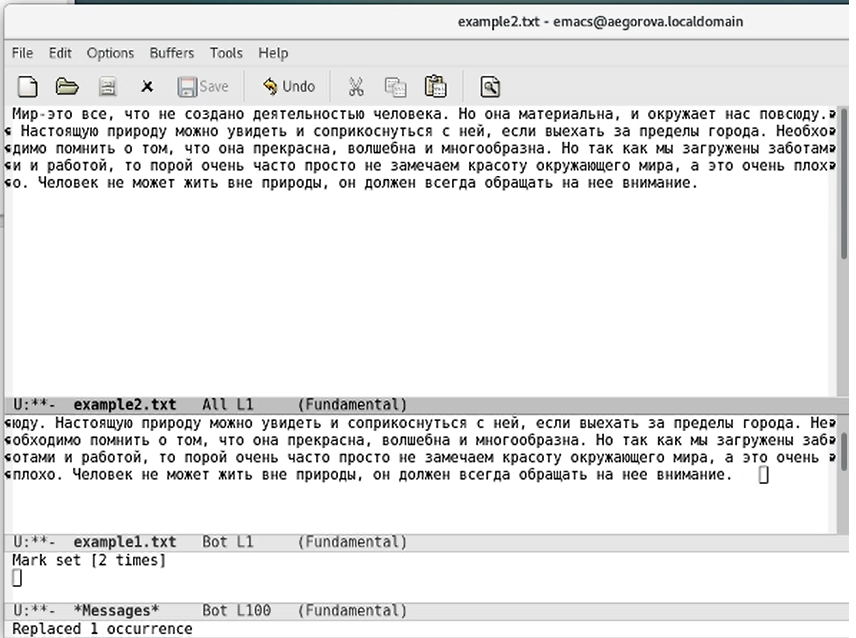 example2.txt - emacs@aegorova.localdomain
File Edit Options Buffers Tools Help
Save Undo
Мир-это все, что не создано деятельностью человека. Но она материальна, и окружает нас повсюду.
Настоящую природу можно увидеть и соприкоснуться с ней, если выехать за пределы города. Необхо
димо помнить о том, что она прекрасна, волшебна и многообразна. Но так как мы загружены заботам
и и работой, то порой очень часто просто не замечаем красоту окружающего мира, а это очень плох
о. Человек не может жить вне природы, он должен всегда обращать на нее внимание.
U:**- example2.txt All L1 (Fundamental)
юду. Настоящую природу можно увидеть и соприкоснуться с ней, если выехать за пределы города. Не
обходимо помнить о том, что она прекрасна, волшебна и многообразна. Но так как мы загружены заб
отами и работой, то порой очень часто просто не замечаем красоту окружающего мира, а это очень
плохо. Человек не может жить вне природы, он должен всегда обращать на нее внимание.
U:**- example1.txt Bot L1 (Fundamental)
Mark set [2 times]
U:**- *Messages* Bot L100 (Fundamental)
Replaced 1 occurrence